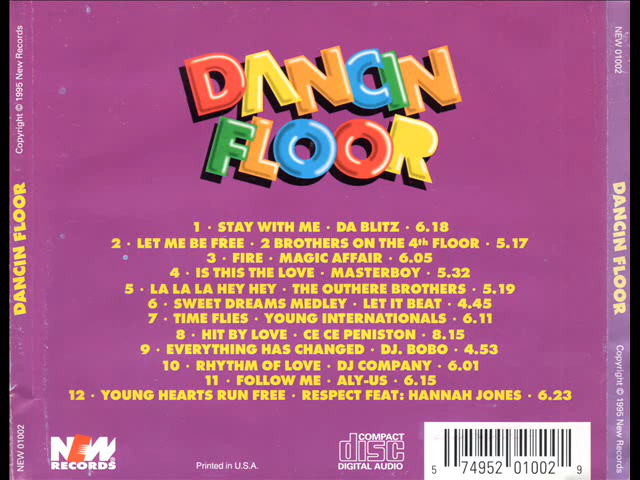 DANCIN
FLOOR
1 · STAY WITH ME · DA BLITZ · 6.18
2 · LET ME BE FREE · 2 BROTHERS ON THE 4th FLOOR · 5.17
3 · FIRE · MAGIC AFFAIR · 6.05
4 · IS THIS THE LOVE · MASTERBOY · 5.32
5 · LA LA LA HEY HEY · THE OUTHERE BROTHERS · 5.19
6 · SWEET DREAMS MEDLEY · LET IT BEAT · 4.45
7 · TIME FLIES · YOUNG INTERNATIONALS · 6.11
8 · HIT BY LOVE · CE CE PENISTON · 8.15
9 · EVERYTHING HAS CHANGED · DJ. BOBO · 4.53
10 · RHYTHM OF LOVE · DJ COMPANY · 6.01
11 · FOLLOW ME · ALY-US · 6.15
12 · YOUNG HEARTS RUN FREE · RESPECT FEAT: HANNAH JONES · 6.23
NEW
RECORDS®
Printed in U.S.A.
COMPACT
disc
DIGITAL AUDIO
5 74952 01002 9
Copyright © 1995 New Records
DANCIN FLOOR
NEW 01002
NEW 01002
DANCIN FLOOR
Copyright © 1995 New Records